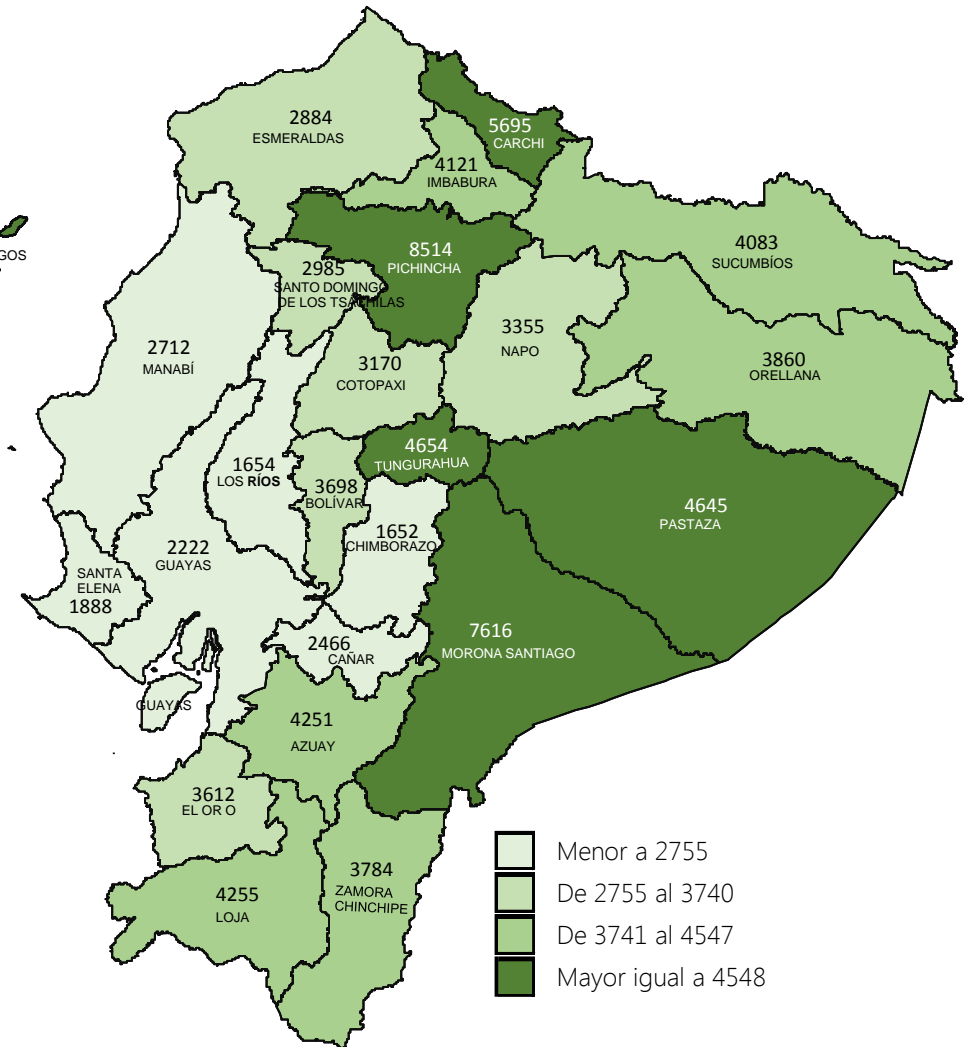 2884
ESMERALDAS
5695
CARCHI
4121
IMBABURA
GOS
8514
PICHINCHA
4083
SUCUMBÍOS
2985
SANTO DOMINGO
DE LOS TSÁCHILAS
3355
NAPO
2712
MANABÍ
3170
COTOPAXI
3860
ORELLANA
4654
TUNGURAHUA
1654
LOS RÍOS
3698
BOLÍVAR
4645
PASTAZA
1652
CHIMBORAZO
2222
GUAYAS
SANTA
ELENA
1888
7616
MORONA SANTIAGO
2466
CAÑAR
GUAYAS
4251
AZUAY
3612
EL OR O
3784
ZAMORA
CHINCHIPE
4255
LOJA
Menor a 2755
De 2755 al 3740
De 3741 al 4547
Mayor igual a 4548